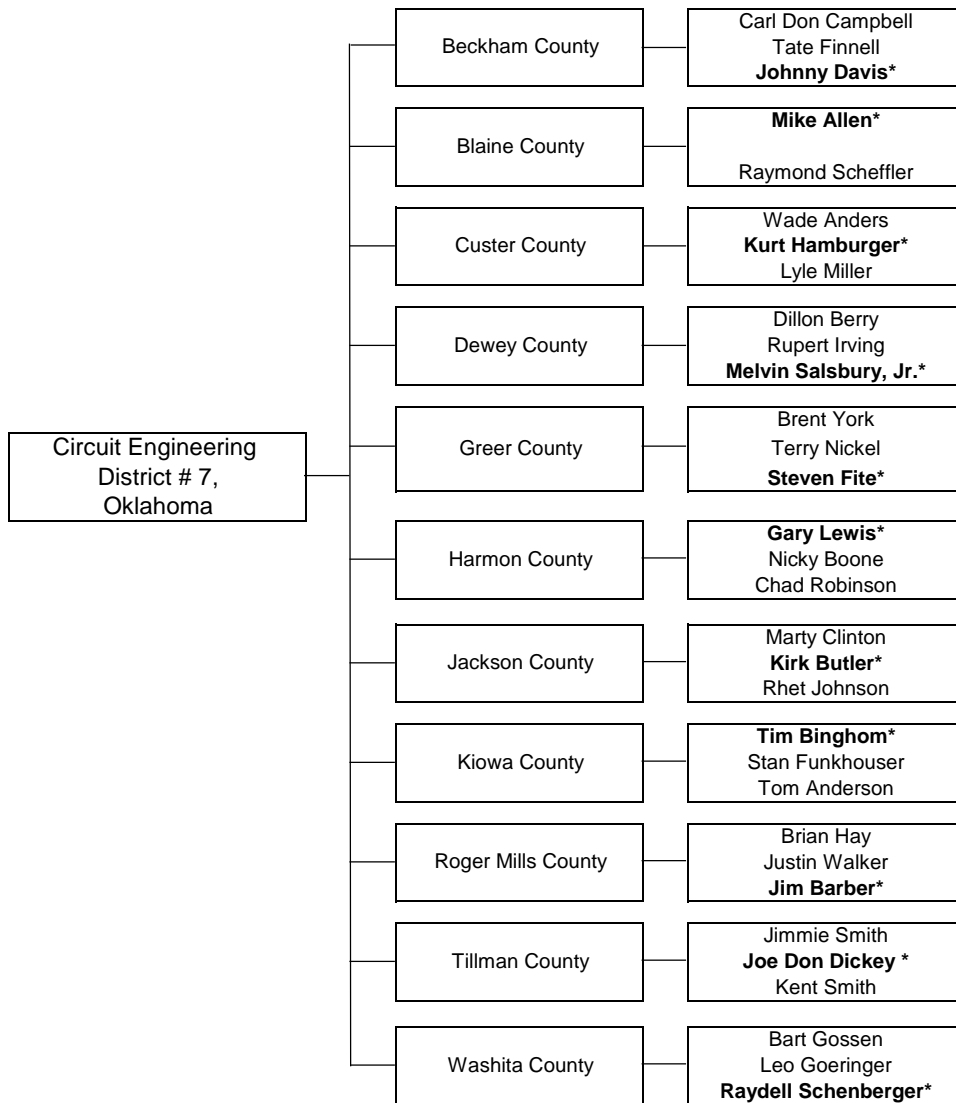 Circuit Engineering
District # 7,
Oklahoma
Beckham County
Carl Don Campbell
Tate Finnell
Johnny Davis*
Blaine County
Mike Allen*
Raymond Scheffler
Custer County
Wade Anders
Kurt Hamburger*
Lyle Miller
Dewey County
Dillon Berry
Rupert Irving
Melvin Salsbury, Jr.*
Greer County
Brent York
Terry Nickel
Steven Fite*
Harmon County
Gary Lewis*
Nicky Boone
Chad Robinson
Jackson County
Marty Clinton
Kirk Butler*
Rhet Johnson
Kiowa County
Tim Binghom*
Stan Funkhouser
Tom Anderson
Roger Mills County
Brian Hay
Justin Walker
Jim Barber*
Tillman County
Jimmie Smith
Joe Don Dickey *
Kent Smith
Washita County
Bart Gossen
Leo Goeringer
Raydell Schenberger*